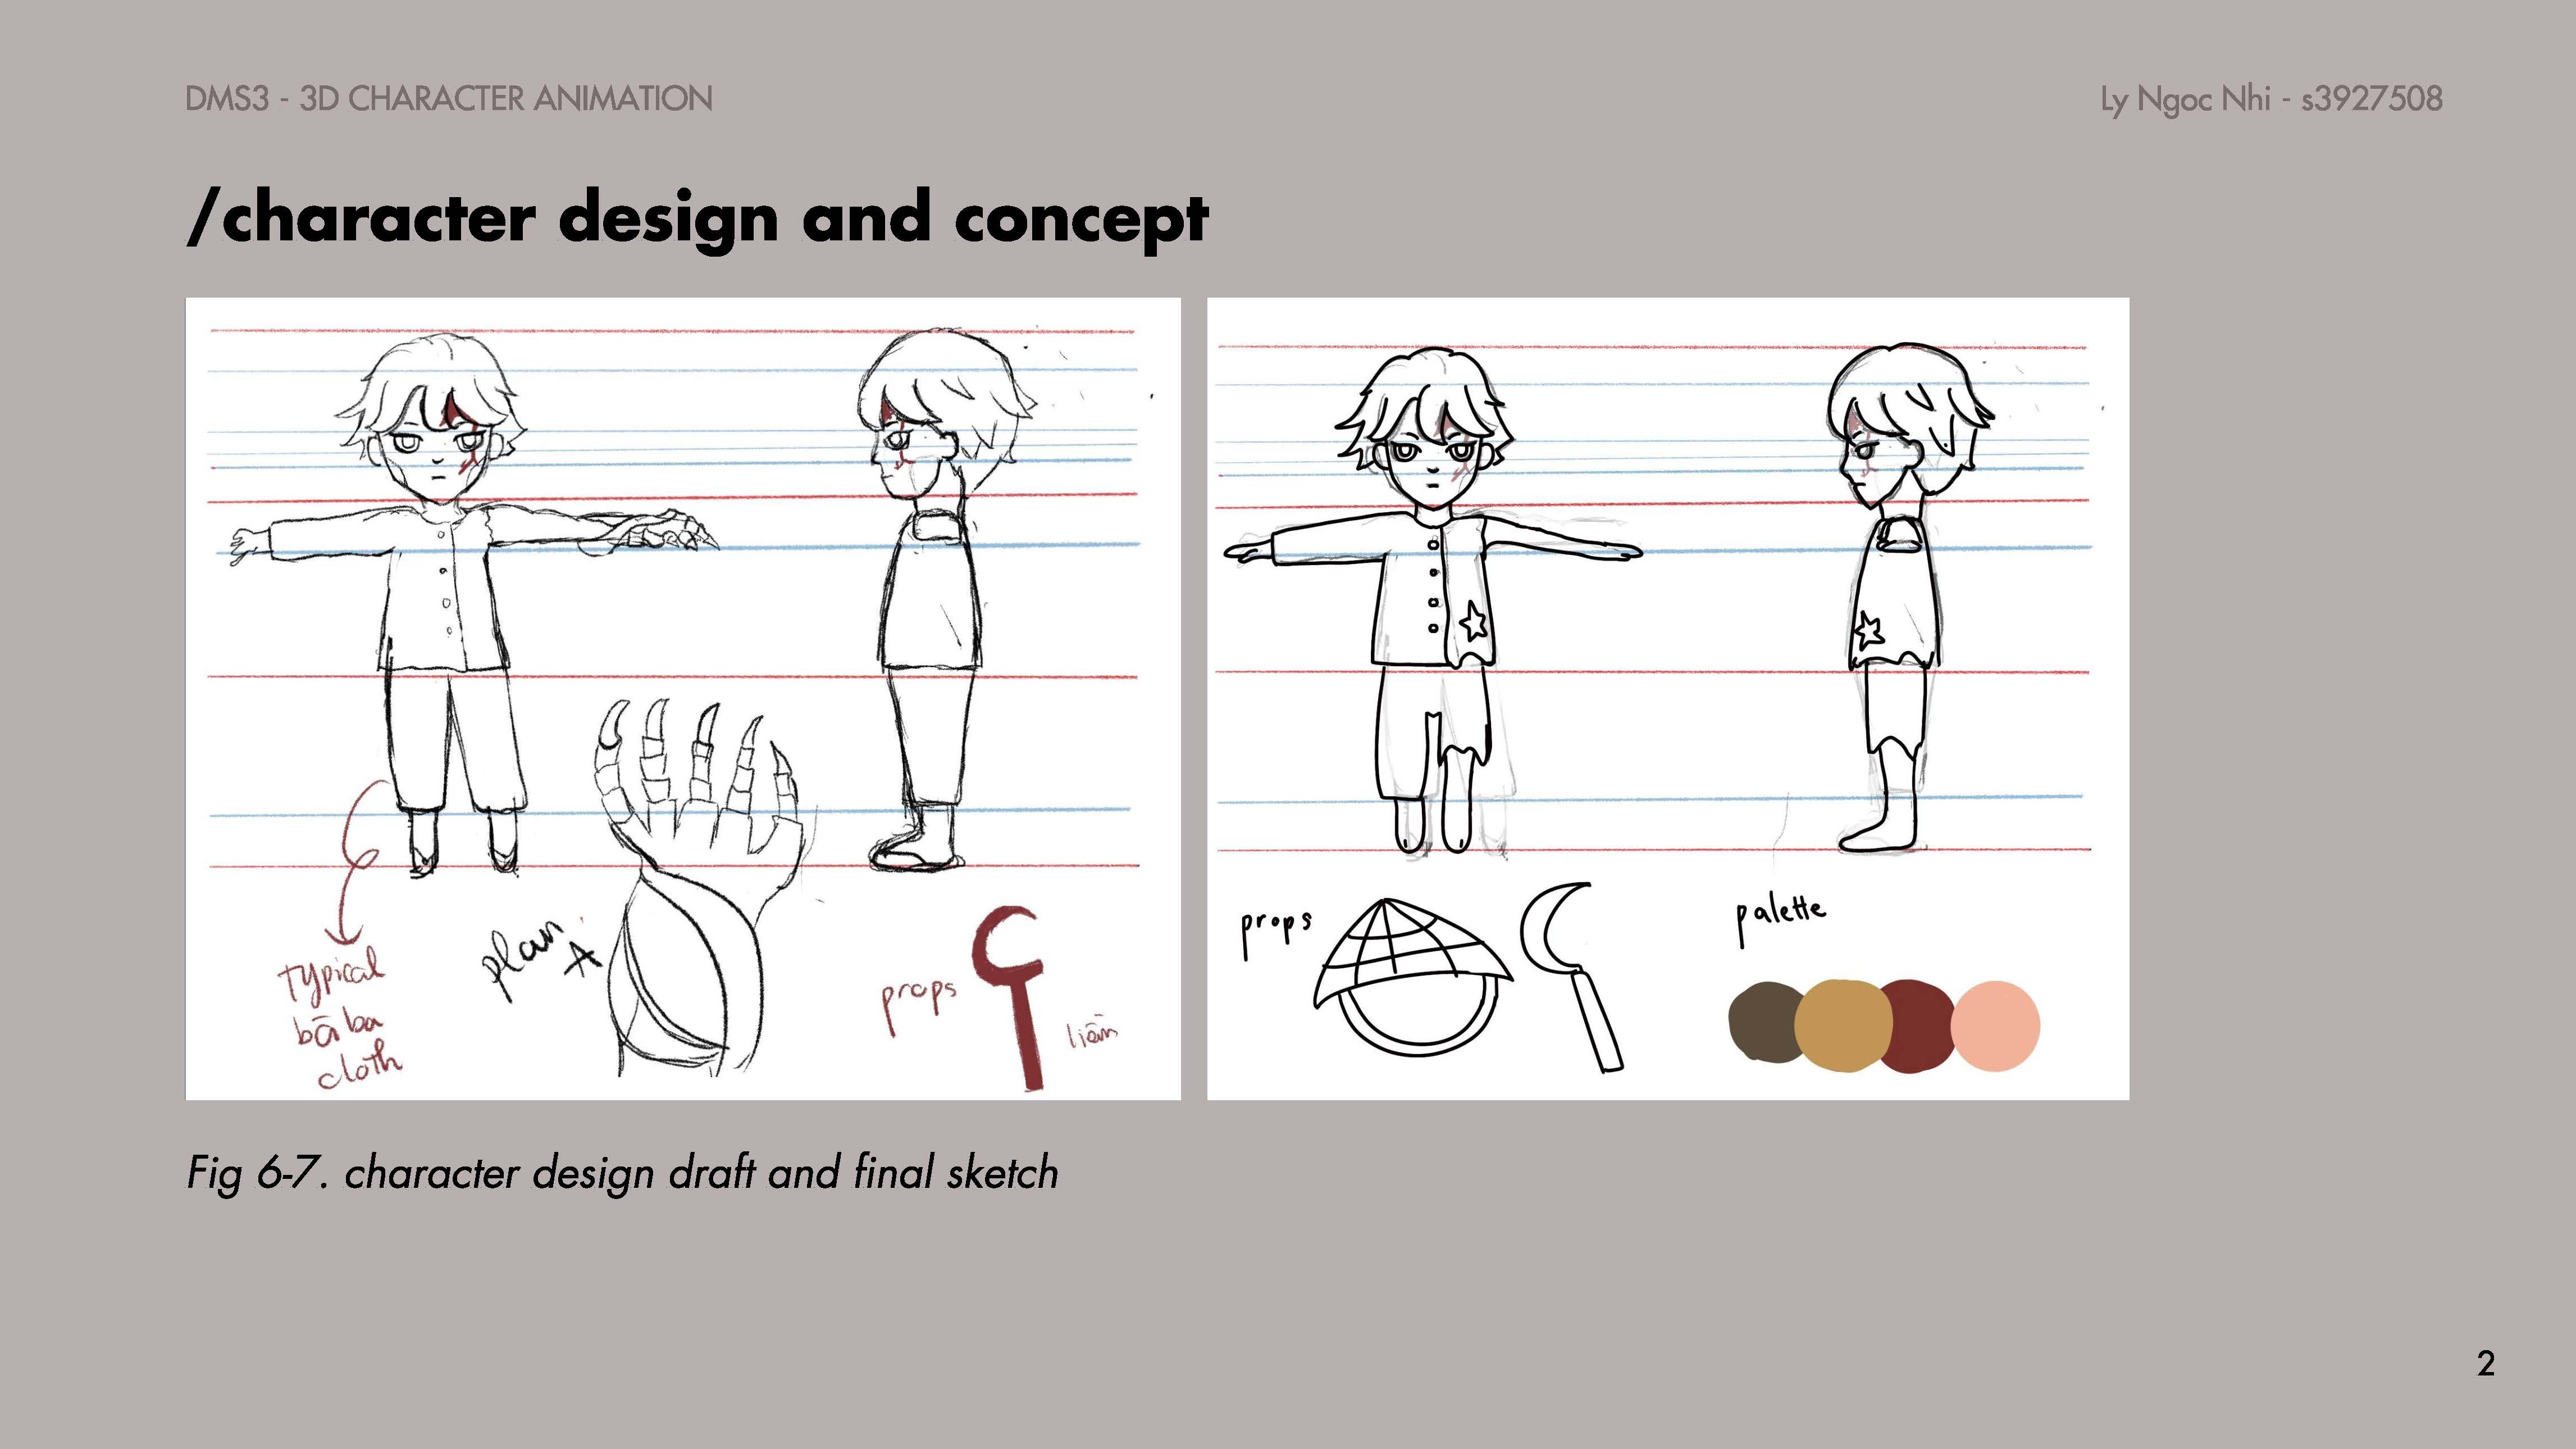 DMS3 - 3D CHARACTER ANIMATION
Ly Ngoc Nhi - s3927508
/character design and concept
typical
bà ba
cloth
plan
A
props
liềm
props
palette
Fig 6-7. character design draft and final sketch
2